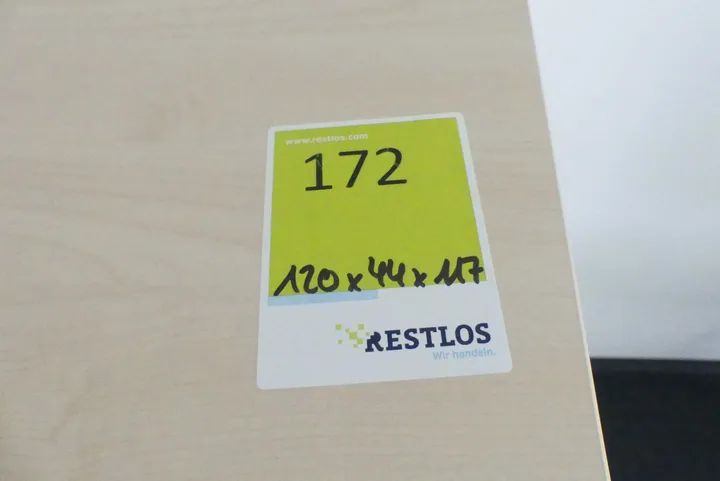 www.restlos.com
172
120 x 44 x 117
RESTLOS
Wir handeln.